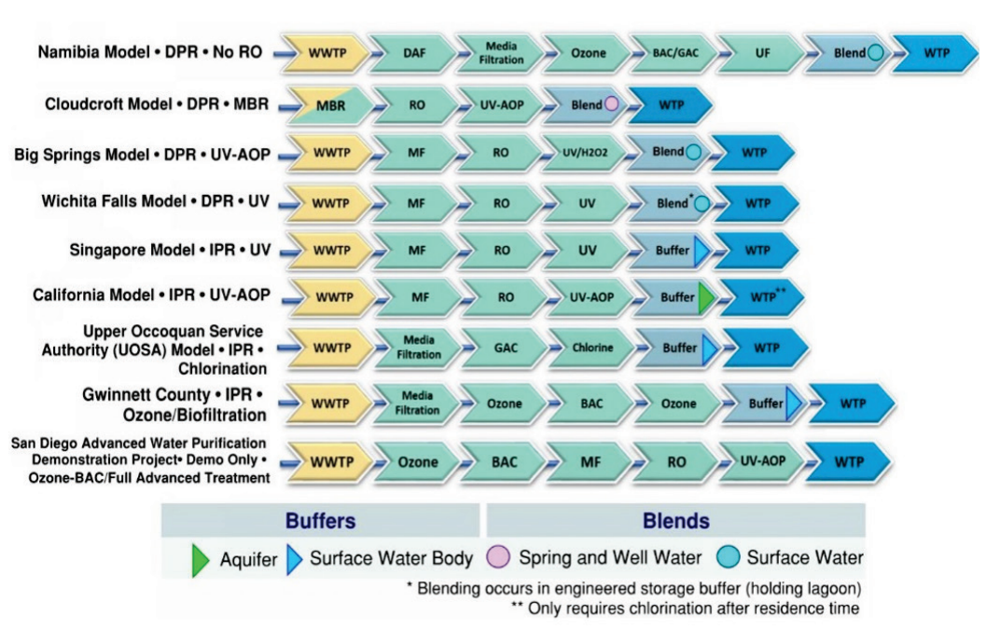 Namibia Model • DPR • No RO
WWTP
DAF
Media
Filtration
Ozone
BAC/GAC
UF
Blend
WTP
Cloudcroft Model • DPR • MBR
MBR
RO
UV-AOP
Blend
WTP
Big Springs Model • DPR • UV-AOP
WWTP
MF
RO
UV/H2O2
Blend
WTP
Wichita Falls Model • DPR • UV
WWTP
MF
RO
UV
Blend*
WTP
Singapore Model • IPR • UV
WWTP
MF
RO
UV
Buffer
WTP
California Model • IPR • UV-AOP
WWTP
MF
RO
UV-AOP
Buffer
WTP**
Upper Occoquan Service
Authority (UOSA) Model • IPR •
Chlorination
WWTP
Media
Filtration
GAC
Chlorine
Buffer
WTP
Gwinnett County • IPR •
Ozone/Biofiltration
WWTP
Media
Filtration
Ozone
BAC
Ozone
Buffer
WTP
San Diego Advanced Water Purification
Demonstration Project• Demo Only •
Ozone-BAC/Full Advanced Treatment
WWTP
Ozone
BAC
MF
RO
UV-AOP
WTP
Buffers
Blends
Aquifer
Surface Water Body
Spring and Well Water
Surface Water
* Blending occurs in engineered storage buffer (holding lagoon)
** Only requires chlorination after residence time